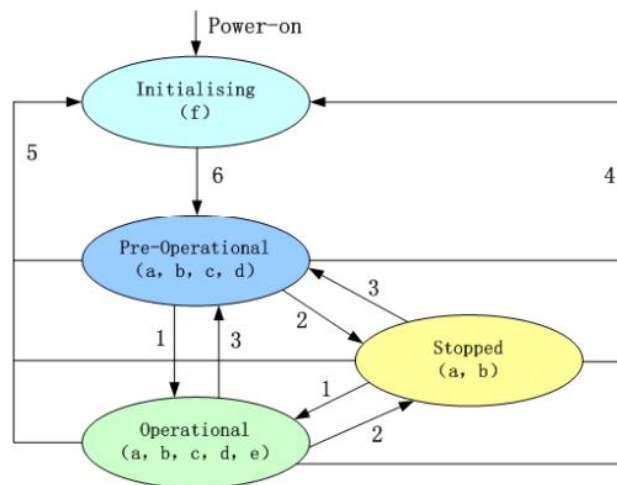 Power-on
Initialising
(f)
5
4
6
Pre-Operational
(a, b, c, d)
3
2
1
3
Stopped
(a, b)
1
2
Operational
(a, b, c, d, e)